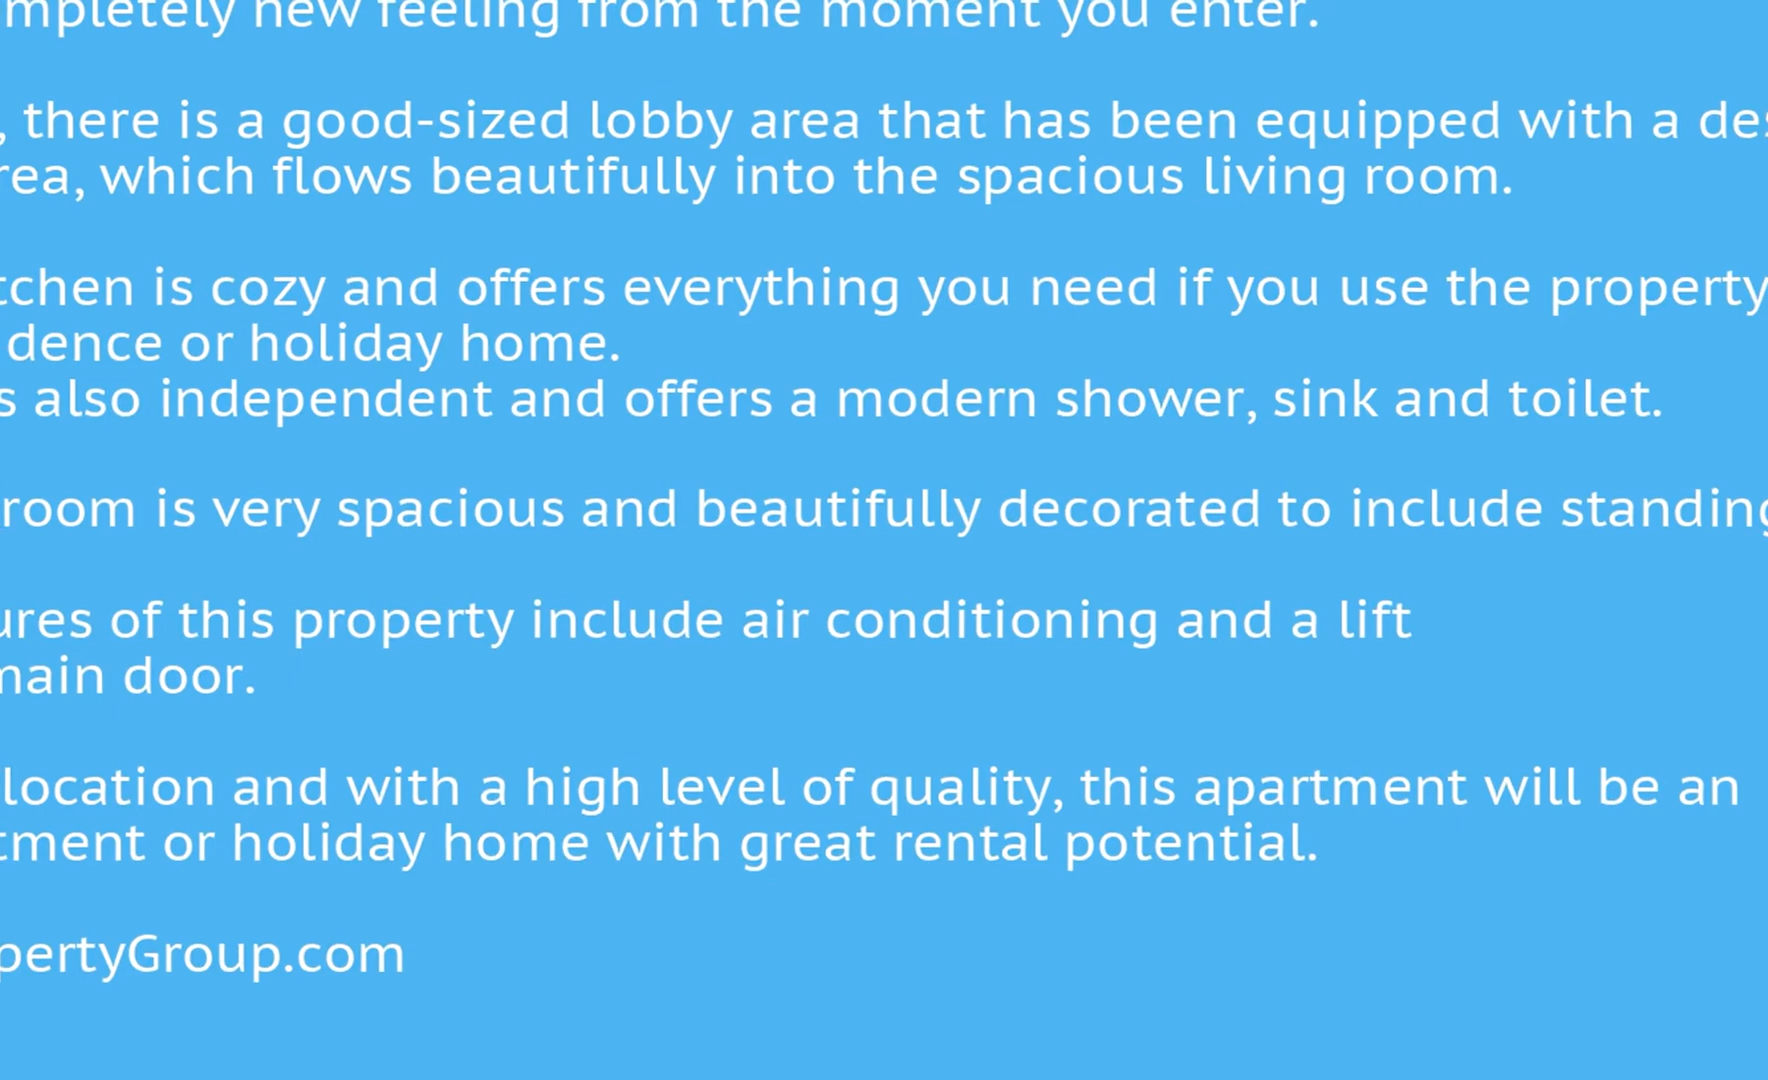 mpletely new feeling from the moment you enter.
, there is a good-sized lobby area that has been equipped with a
rea, which flows beautifully into the spacious living room.
tchen is cozy and offers everything you need if you use the property
dence or holiday home.
s also independent and offers a modern shower, sink and toilet.
room is very spacious and beautifully decorated to include standing
ures of this property include air conditioning and a lift
main door.
location and with a high level of quality, this apartment will be an
tment or holiday home with great rental potential.
pertyGroup.com